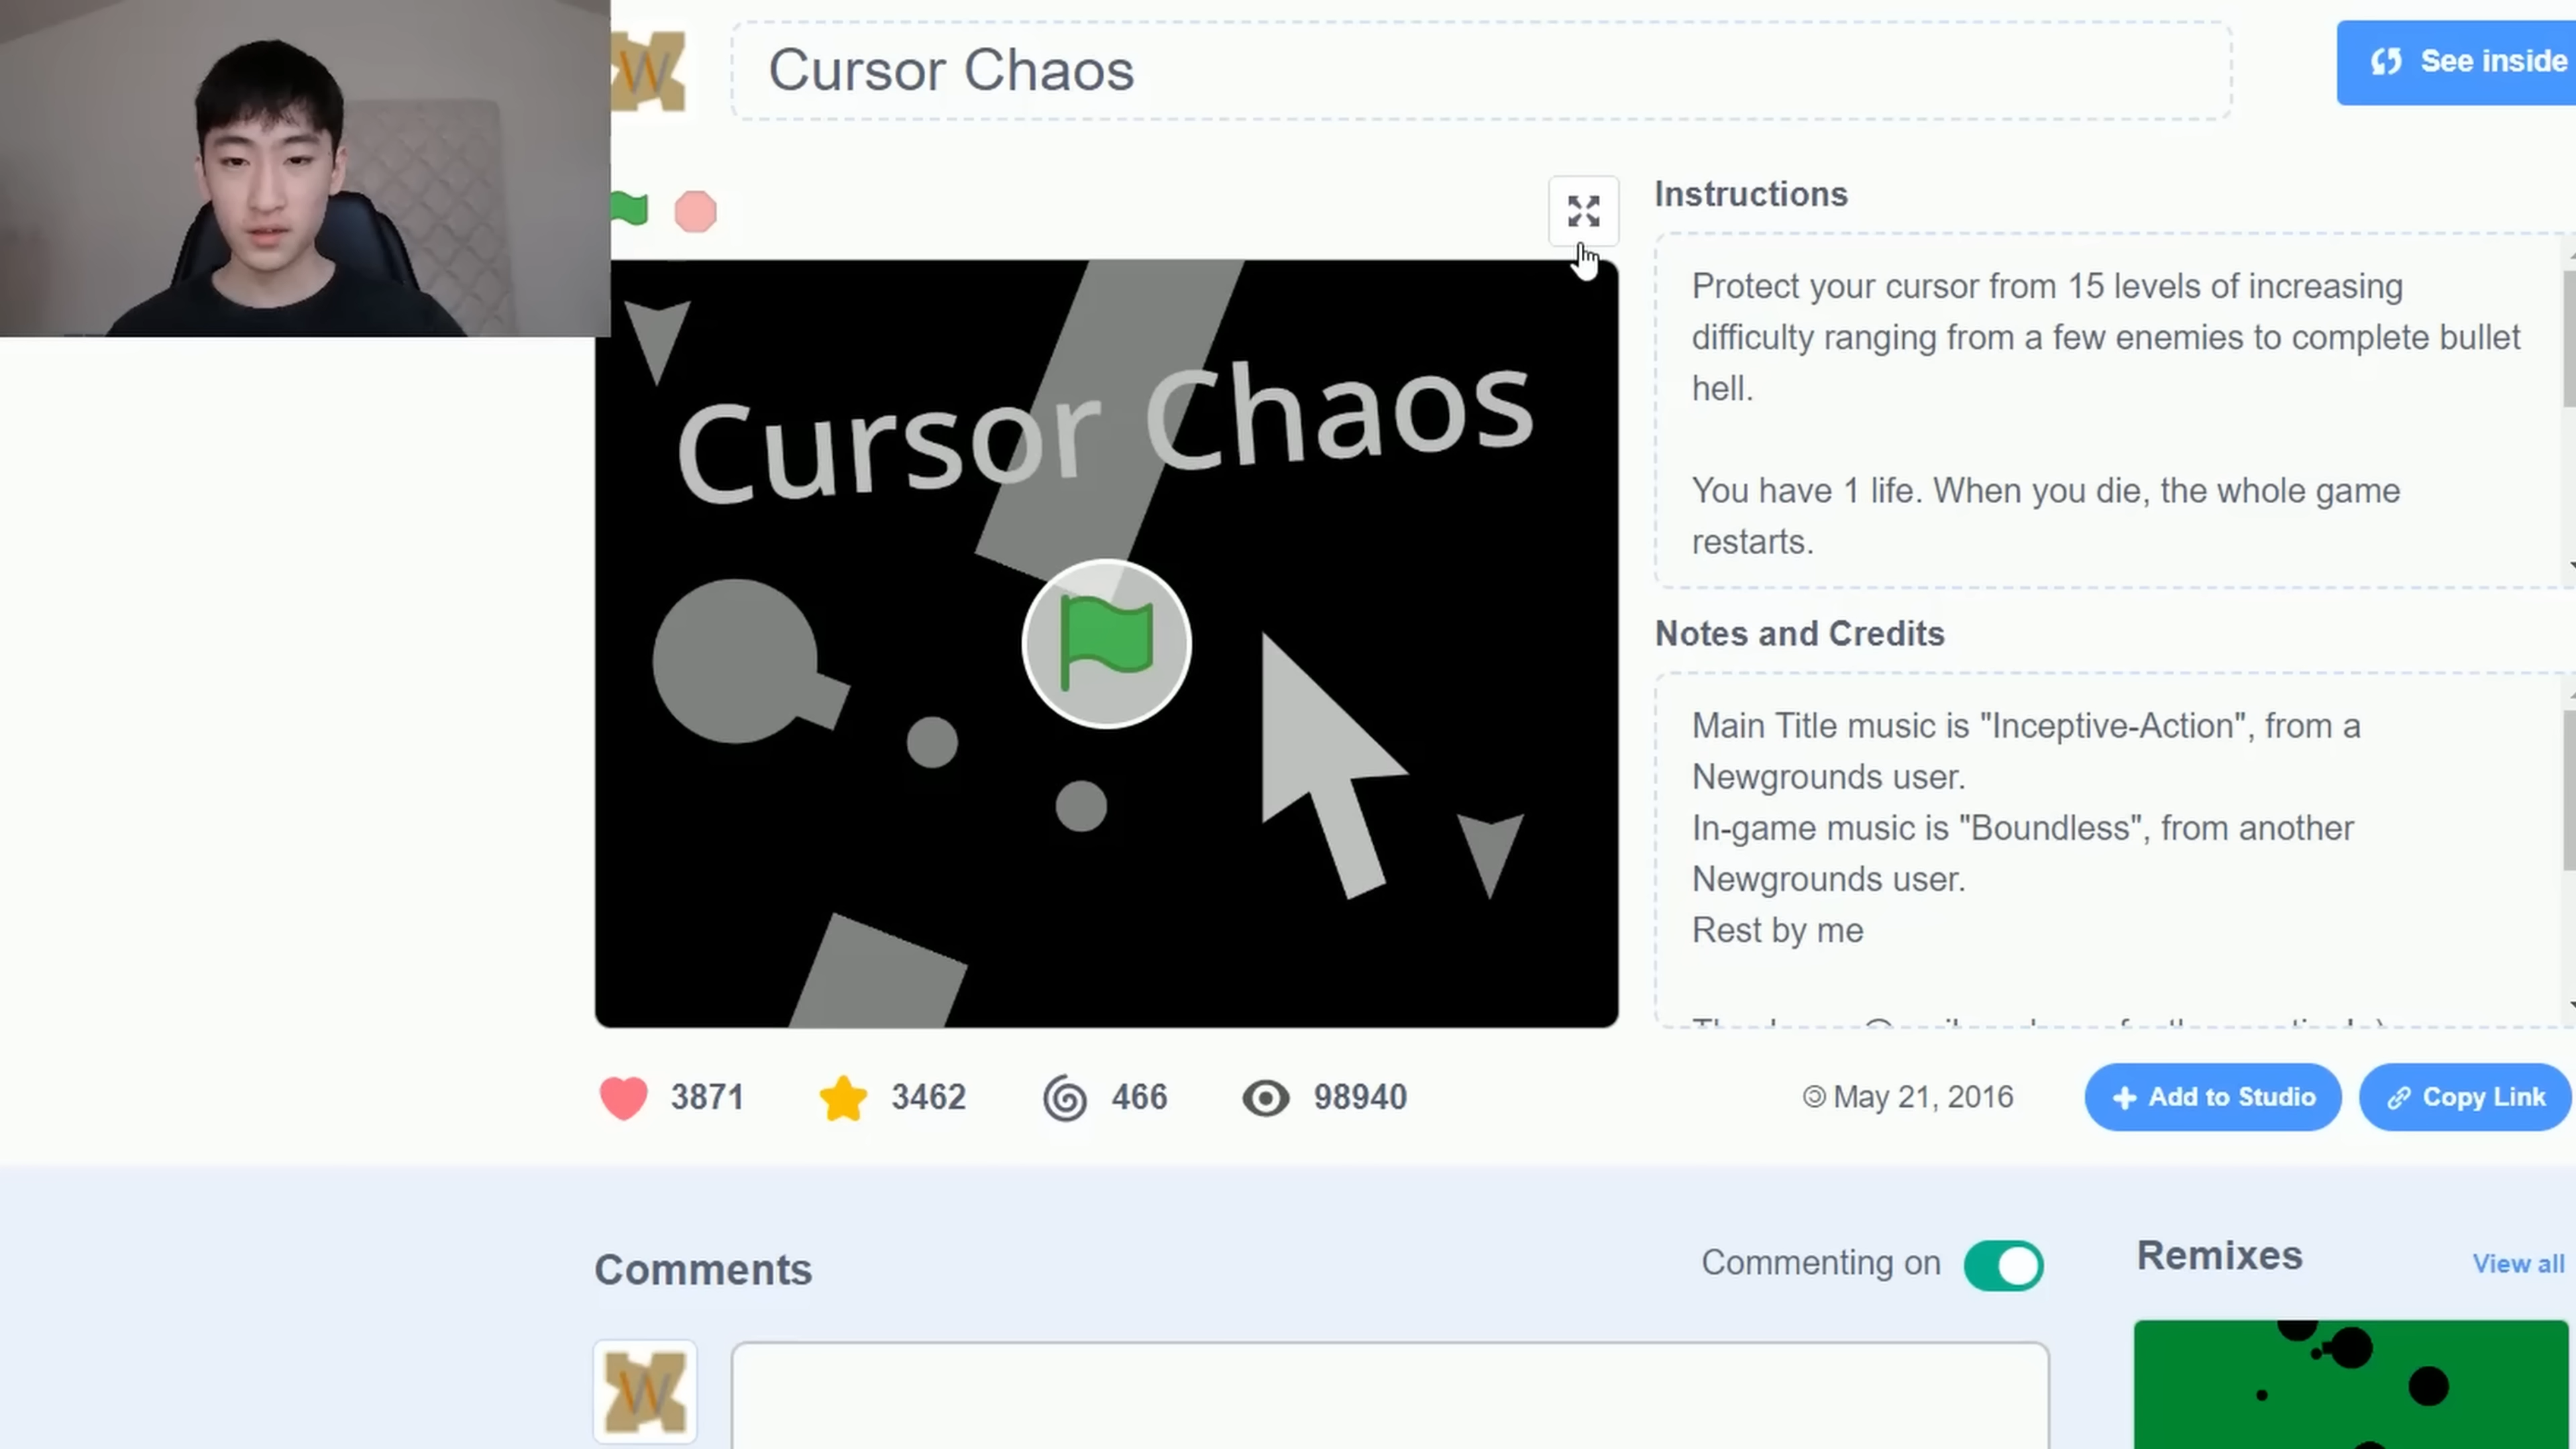 Cursor Chaos
See inside
Instructions
Protect your cursor from 15 levels of increasing
difficulty ranging from a few enemies to complete bullet
hell.
You have 1 life. When you die, the whole game
restarts.
Cursor Chaos
Notes and Credits
Main Title music is "Inceptive-Action", from a
Newgrounds user.
In-game music is "Boundless", from another
Newgrounds user.
Rest by me
3871
3462
466
98940
May 21, 2016
Add to Studio
Copy Link
Comments
Commenting on
Remixes
View all
W
W